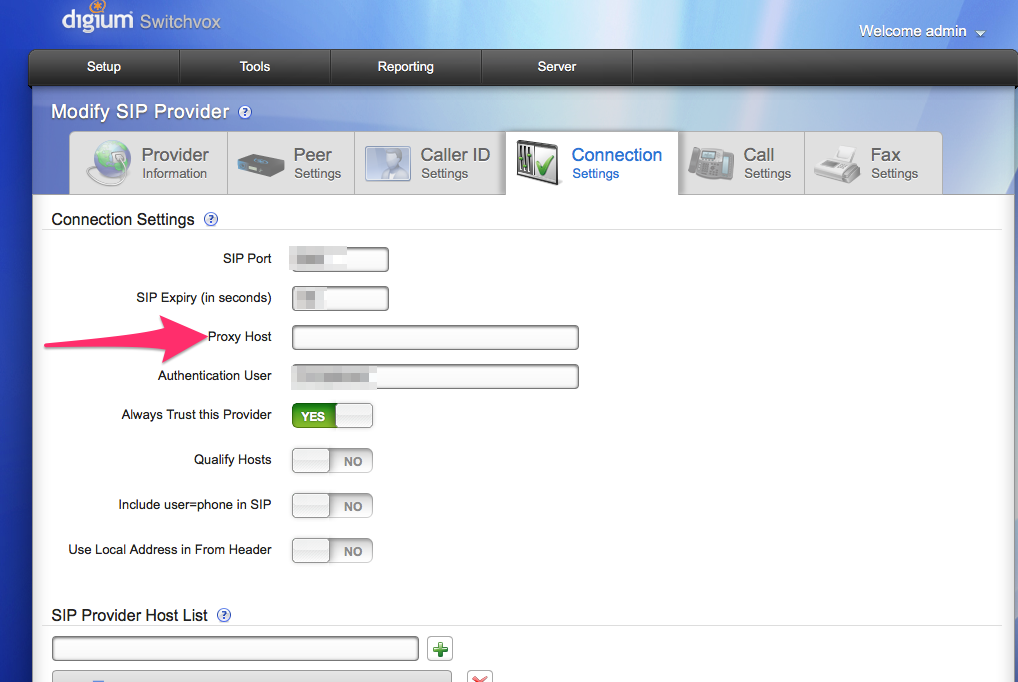 digium Switchvox
Welcome admin
Setup Tools Reporting Server
Modify SIP Provider ?
Provider Information
Peer Settings
Caller ID Settings
Connection Settings
Call Settings
Fax Settings
Connection Settings ?
SIP Port
SIP Expiry (in seconds)
Proxy Host
Authentication User
Always Trust this Provider YES
Qualify Hosts NO
Include user=phone in SIP NO
Use Local Address in From Header NO
SIP Provider Host List ?